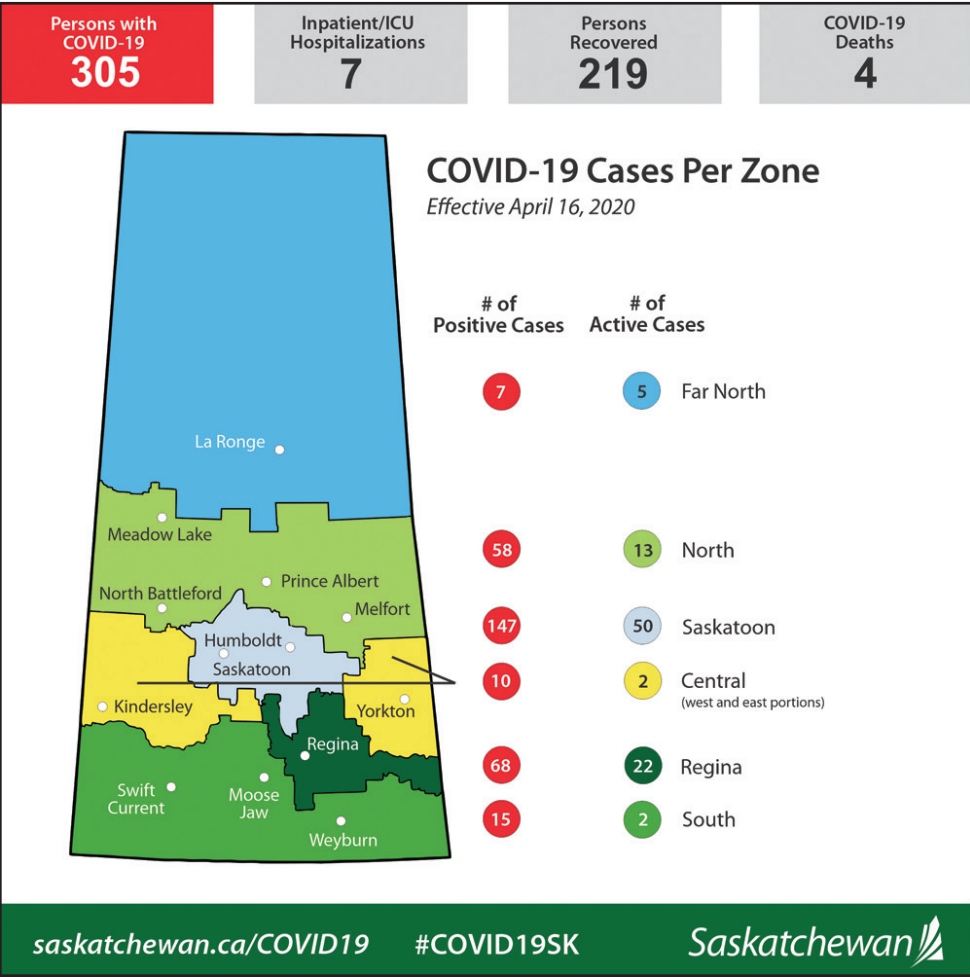 Persons with
COVID-19
305
Inpatient/ICU
Hospitalizations
7
Persons
Recovered
219
COVID-19
Deaths
4
COVID-19 Cases Per Zone
Effective April 16, 2020
# of
Positive Cases
# of
Active Cases
7 5 Far North
La Ronge
Meadow Lake
58 13 North
Prince Albert
North Battleford
Melfort
147 50 Saskatoon
Humboldt
Saskatoon
10 2 Central
(west and east portions)
Kindersley
Yorkton
Regina
68 22 Regina
Swift
Current
Moose
Jaw
15 2 South
Weyburn
saskatchewan.ca/COVID19 #COVID19SK Saskatchewan